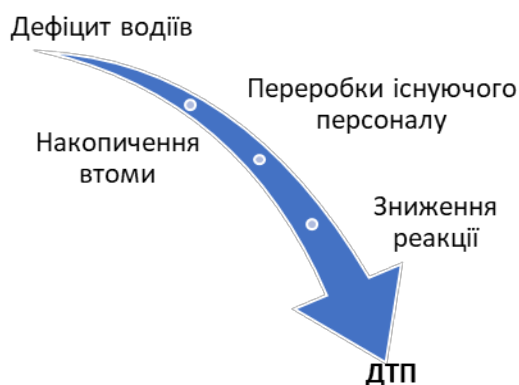 Дефіцит водіїв
Переробки існуючого
персоналу
Накопичення
втоми
Зниження
реакції
ДТП